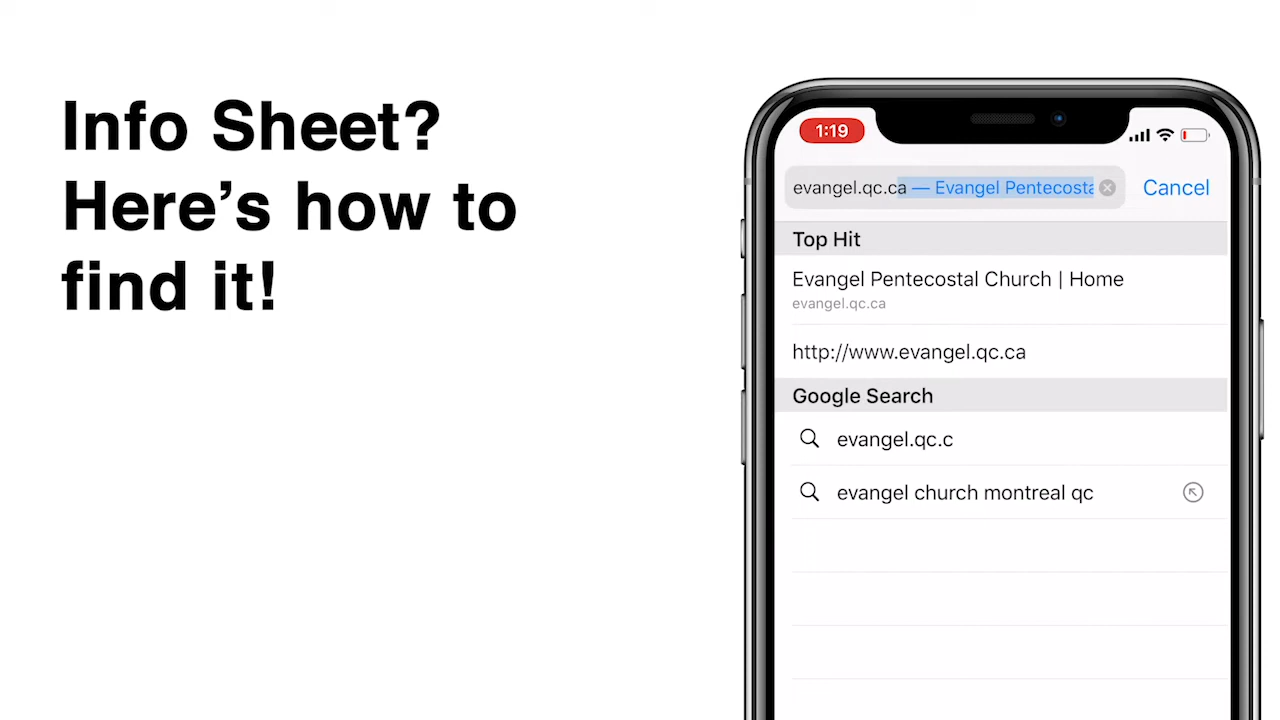 Info Sheet?
Here’s how to
find it!
1:19
evangel.qc.ca — Evangel Pentecosta
Cancel
Top Hit
Evangel Pentecostal Church | Home
evangel.qc.ca
http://www.evangel.qc.ca
Google Search
evangel.qc.c
evangel church montreal qc